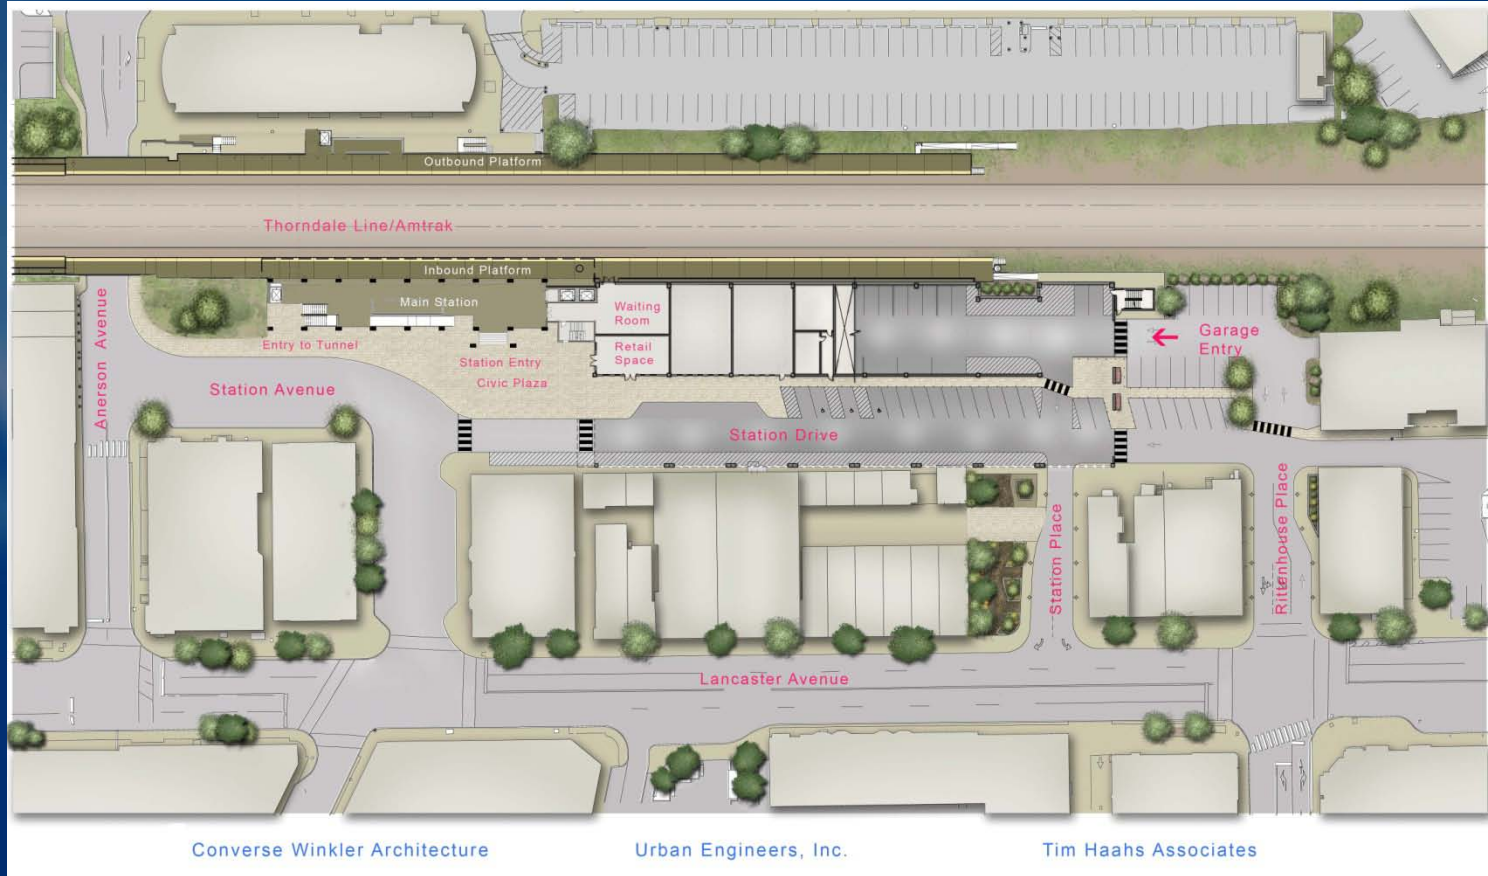 Outbound Platform
Thorndale Line/Amtrak
Inbound Platform
Main Station
Waiting
Room
Entry to Tunnel
Retail
Space
Garage
Entry
Station Entry
Civic Plaza
Anerson Avenue
Station Avenue
Station Drive
Station Place
Rittenhouse Place
Lancaster Avenue
Converse Winkler Architecture
Urban Engineers, Inc.
Tim Haahs Associates